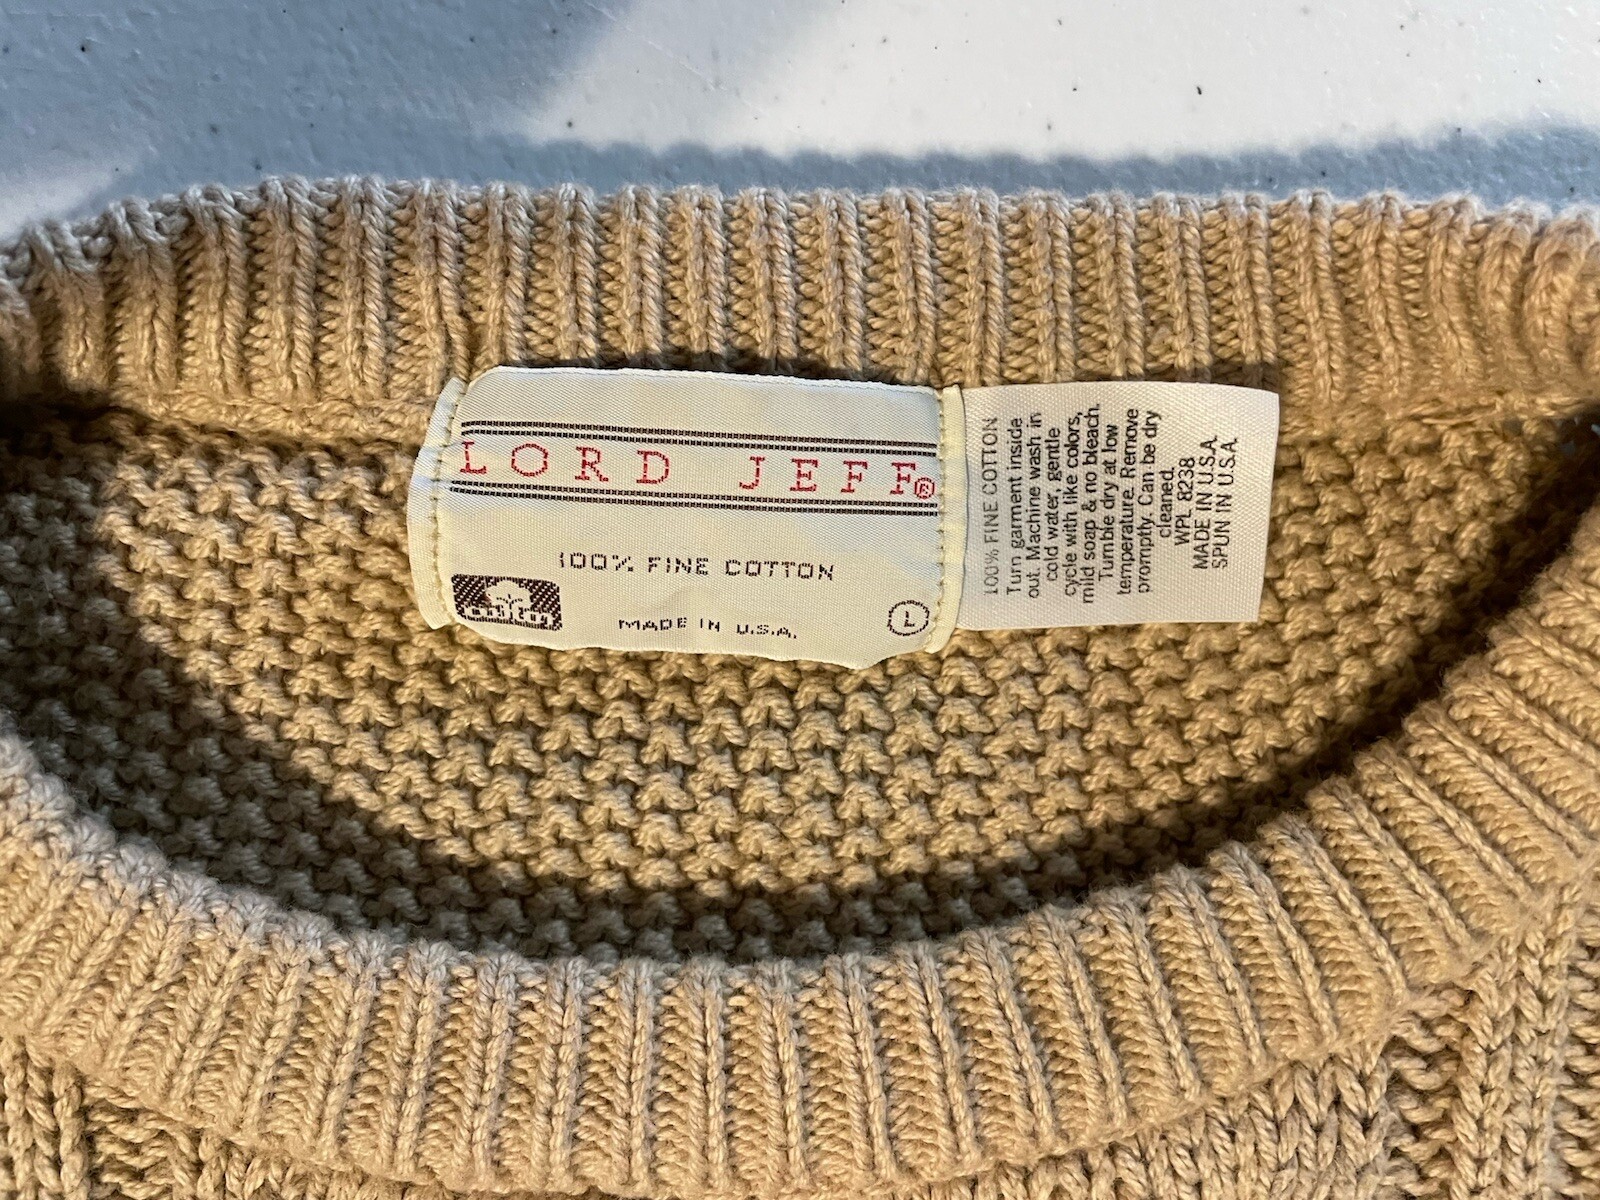 LORD JEFF®
100% FINE COTTON
cotton
MADE IN U.S.A.
L
100% FINE COTTON
Turn garment inside
out. Machine wash in
cold water, gentle
cycle with like colors,
mild soap & no bleach.
Tumble dry at low
temperature. Remove
promptly. Can be dry
cleaned.
WPL 8238
MADE IN U.S.A.
SPUN IN U.S.A.